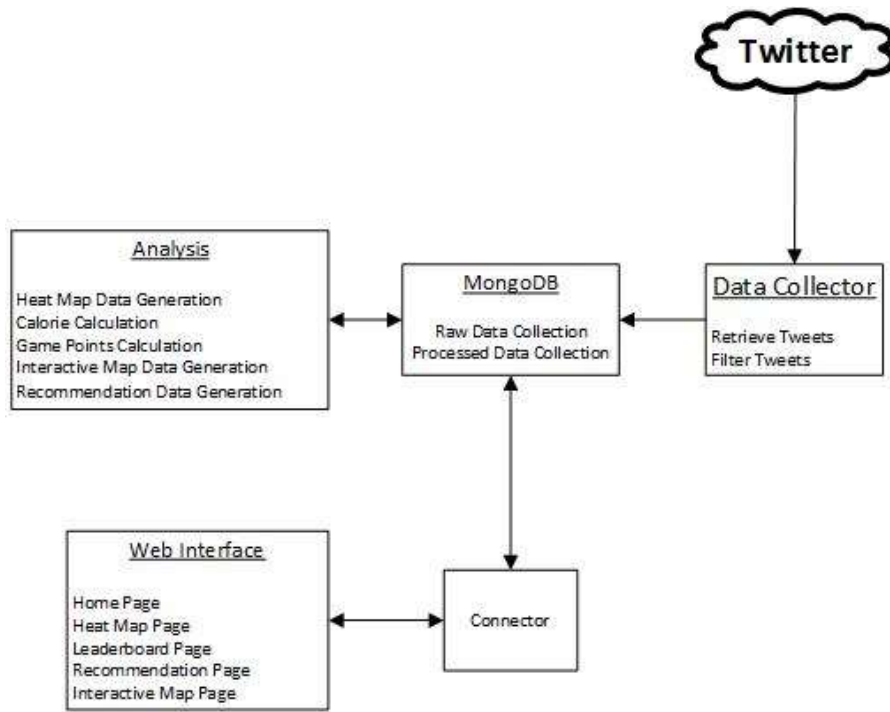 Twitter
Analysis
Heat Map Data Generation
Calorie Calculation
Game Points Calculation
Interactive Map Data Generation
Recommendation Data Generation
MongoDB
Raw Data Collection
Processed Data Collection
Data Collector
Retrieve Tweets
Filter Tweets
Web Interface
Home Page
Heat Map Page
Leaderboard Page
Recommendation Page
Interactive Map Page
Connector